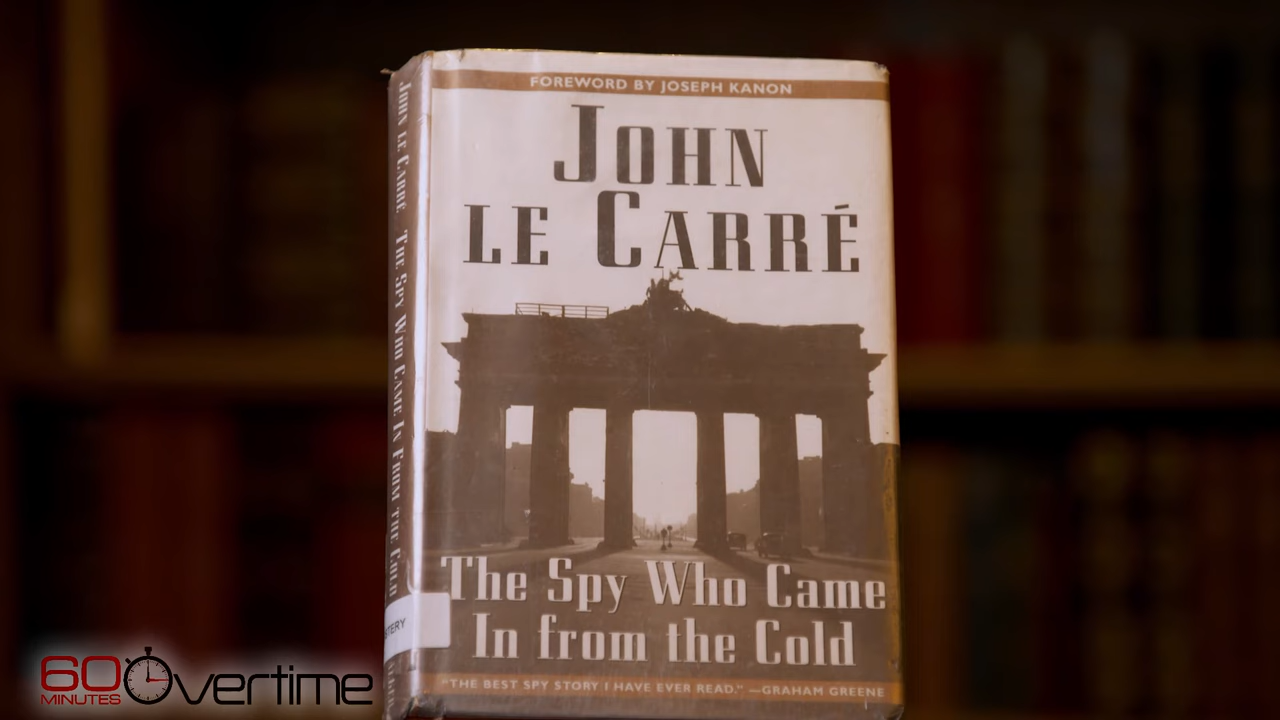 FOREWORD BY JOSEPH KANON
JOHN
LE CARRÉ
The Spy Who Came
In from the Cold
"THE BEST SPY STORY I HAVE EVER READ." —GRAHAM GREENE
JOHN LE CARRÉ THE SPY WHO CAME IN FROM THE COLD
60 Overtime
MINUTES